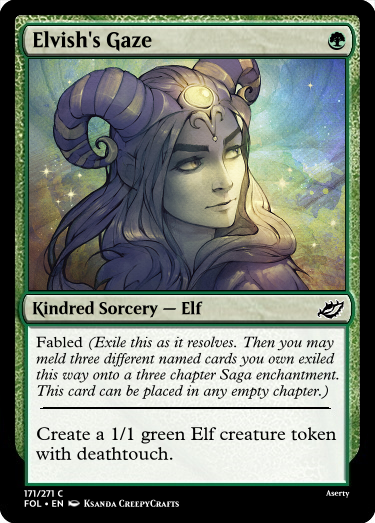 Elvish's Gaze
Kindred Sorcery — Elf
Fabled (Exile this as it resolves. Then you may
meld three different named cards you own exiled
this way onto a three chapter Saga enchantment.
This card can be placed in any empty chapter.)
Create a 1/1 green Elf creature token
with deathtouch.
171/271 C
Aserty
FOL • EN Ksanda CreepyCrafts